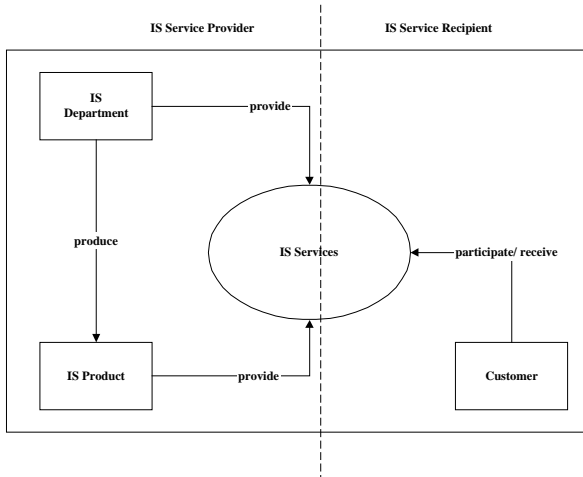 IS Service Provider
IS Service Recipient
IS
Department
provide
produce
IS Services
participate/ receive
IS Product
provide
Customer